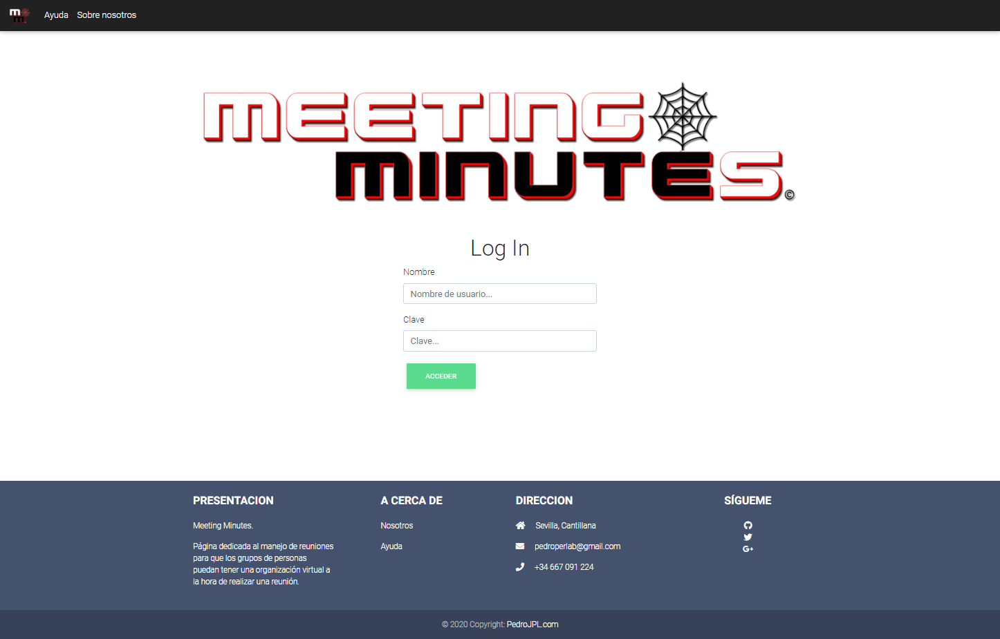 mm.
Ayuda Sobre nosotros
MEETING
MINUTES.©
Log In
Nombre
Nombre de usuario...
Clave
Clave...
ACCEDER
PRESENTACION
Meeting Minutes.
Página dedicada al manejo de reuniones
para que los grupos de personas
puedan tener una organización virtual a
la hora de realizar una reunión.
A CERCA DE
Nosotros
Ayuda
DIRECCION
Sevilla, Cantillana
pedroperlab@gmail.com
+34 667 091 224
SÍGUEME
G+
© 2020 Copyright: PedroJPL.com